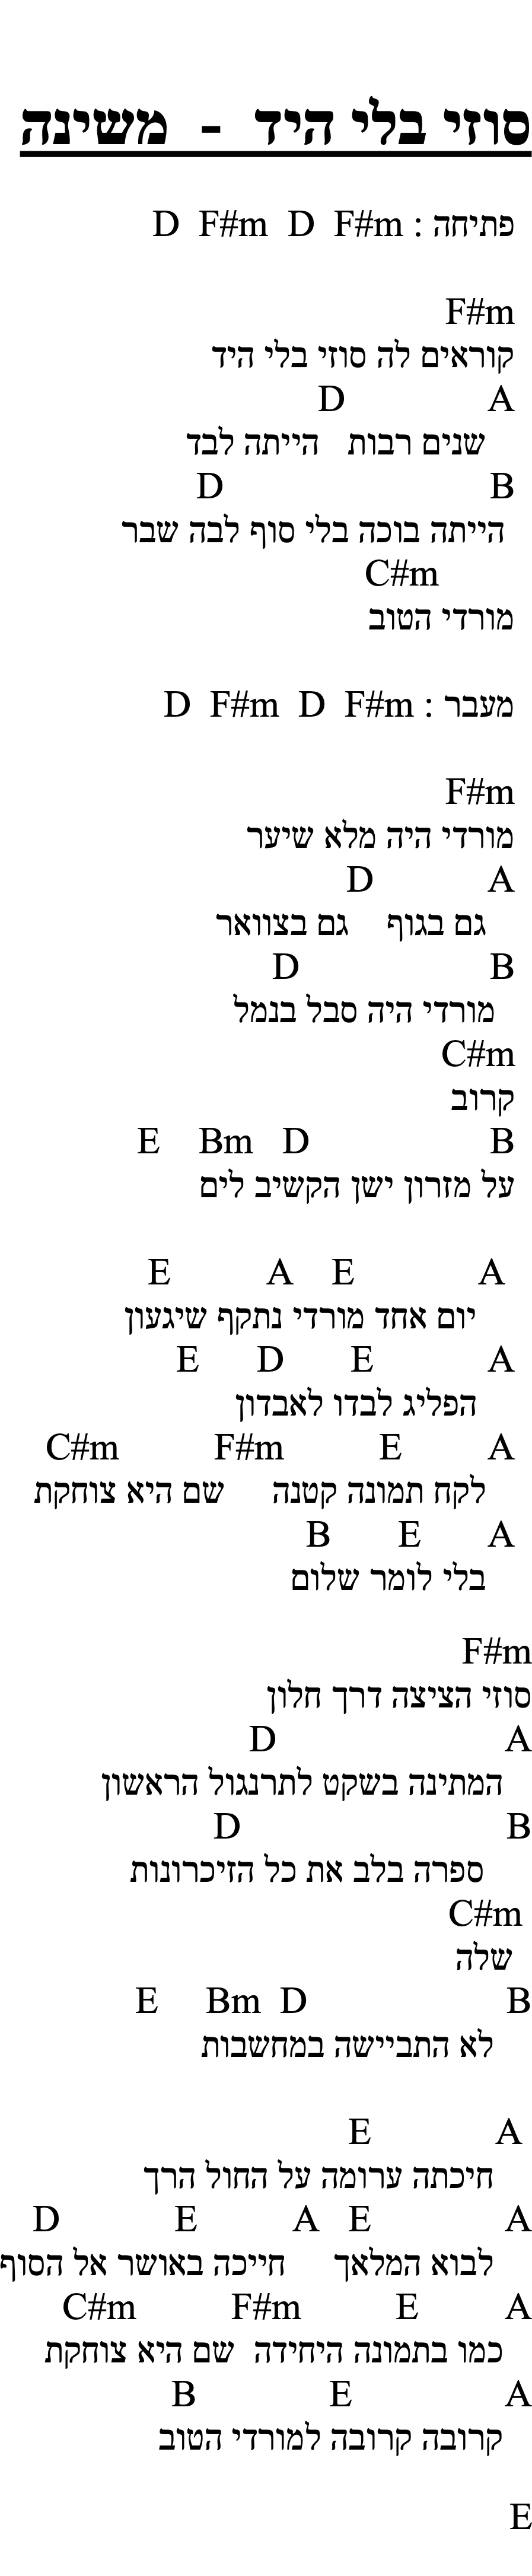 סוזי בלי היד - משינה
פתיחה : D F#m D F#m
F#m
קוראים לה סוזי בלי היד
D A
שנים רבות הייתה לבד
D B
הייתה בוכה בלי סוף לבה שבר
C#m
מורדי הטוב
מעבר : D F#m D F#m
F#m
מורדי היה מלא שיער
D A
גם בגוף גם בצוואר
D B
מורדי היה סבל בנמל
C#m
קרוב
E Bm D B
על מזרון ישן הקשיב לים
E A E A
יום אחד מורדי נתקף שיגעון
E D E A
הפליג לבדו לאבדון
C#m F#m E A
לקח תמונה קטנה שם היא צוחקת
B E A
בלי לומר שלום
F#m
סוזי הציצה דרך חלון
D A
המתינה בשקט לתרנגול הראשון
D B
ספרה בלב את כל הזיכרונות
C#m
שלה
E Bm D B
לא התביישה במחשבות
E A
חיכתה ערומה על החול הרך
D E A E A
לבוא המלאך חייכה באושר אל הסוף
C#m F#m E A
כמו בתמונה היחידה שם היא צוחקת
B E A
קרובה קרובה למורדי הטוב
E